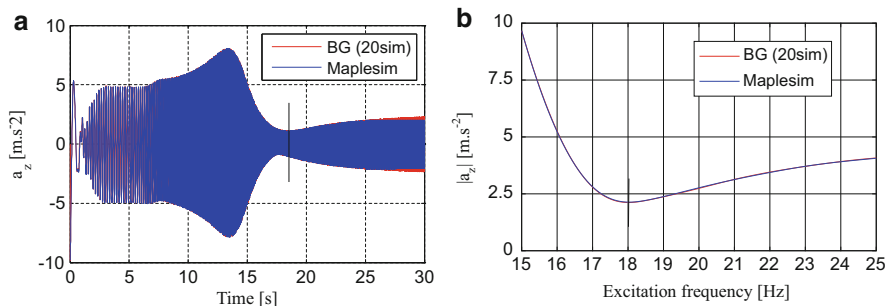 a
10
5
0
-5
-10
a_z [m.s-2]
0 5 10 15 20 25 30
Time [s]
BG (20sim)
Maplesim
b
10
7.5
5
2.5
0
|a_z| [m.s^-2]
15 16 17 18 19 20 21 22 23 24 25
Excitation frequency [Hz]
BG (20sim)
Maplesim